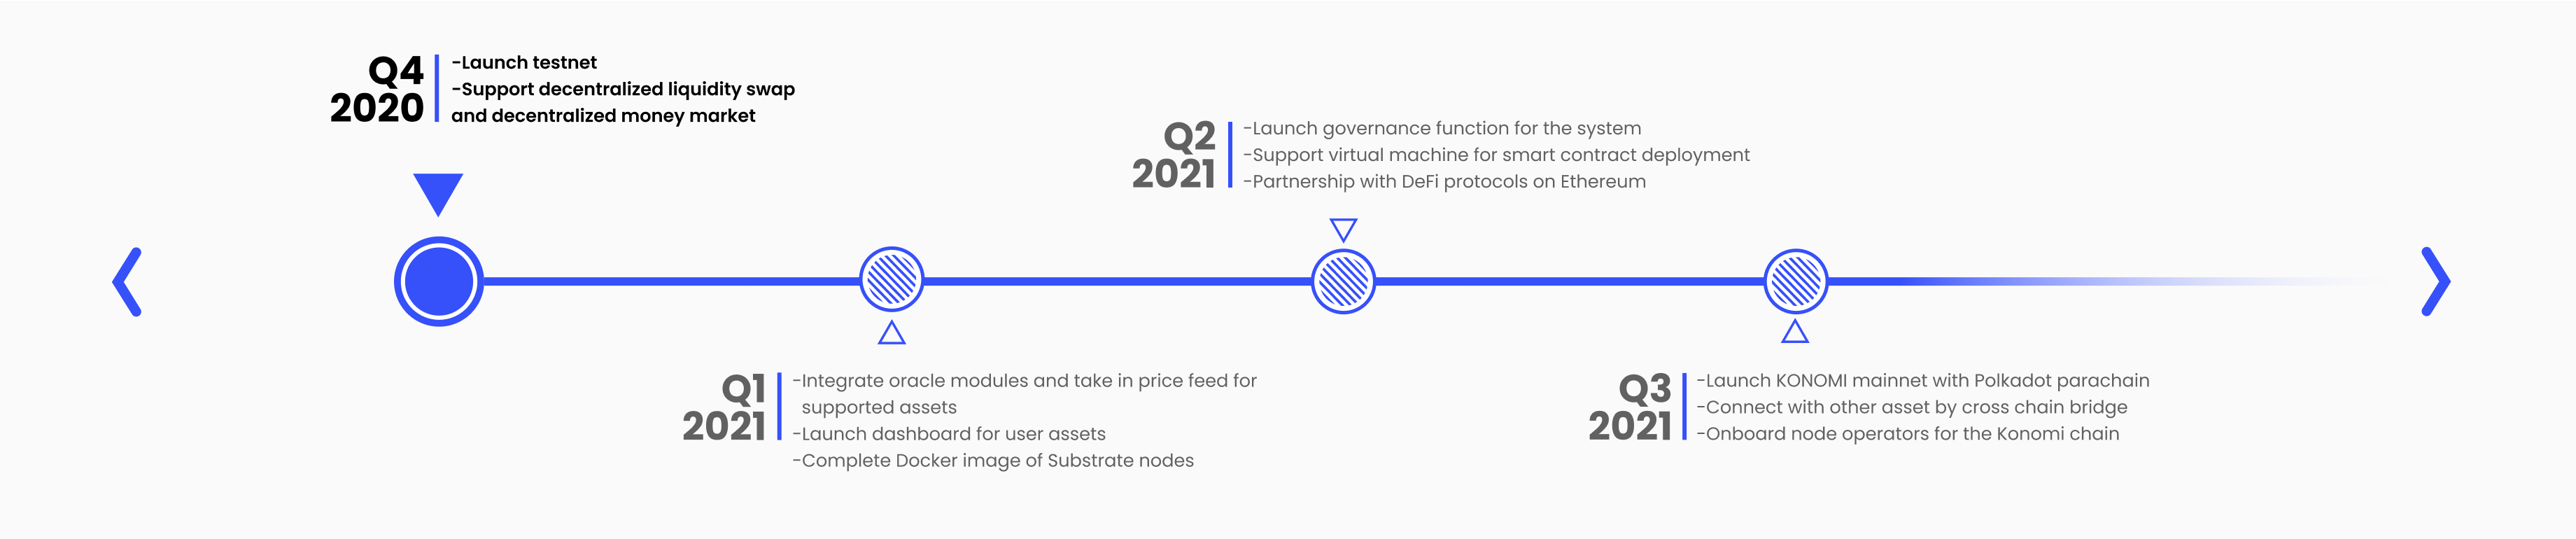 Q4
2020
-Launch testnet
-Support decentralized liquidity swap
and decentralized money market
Q1
2021
-Integrate oracle modules and take in price feed for
supported assets
-Launch dashboard for user assets
-Complete Docker image of Substrate nodes
Q2
2021
-Launch governance function for the system
-Support virtual machine for smart contract deployment
-Partnership with DeFi protocols on Ethereum
Q3
2021
-Launch KONOMI mainnet with Polkadot parachain
-Connect with other asset by cross chain bridge
-Onboard node operators for the Konomi chain